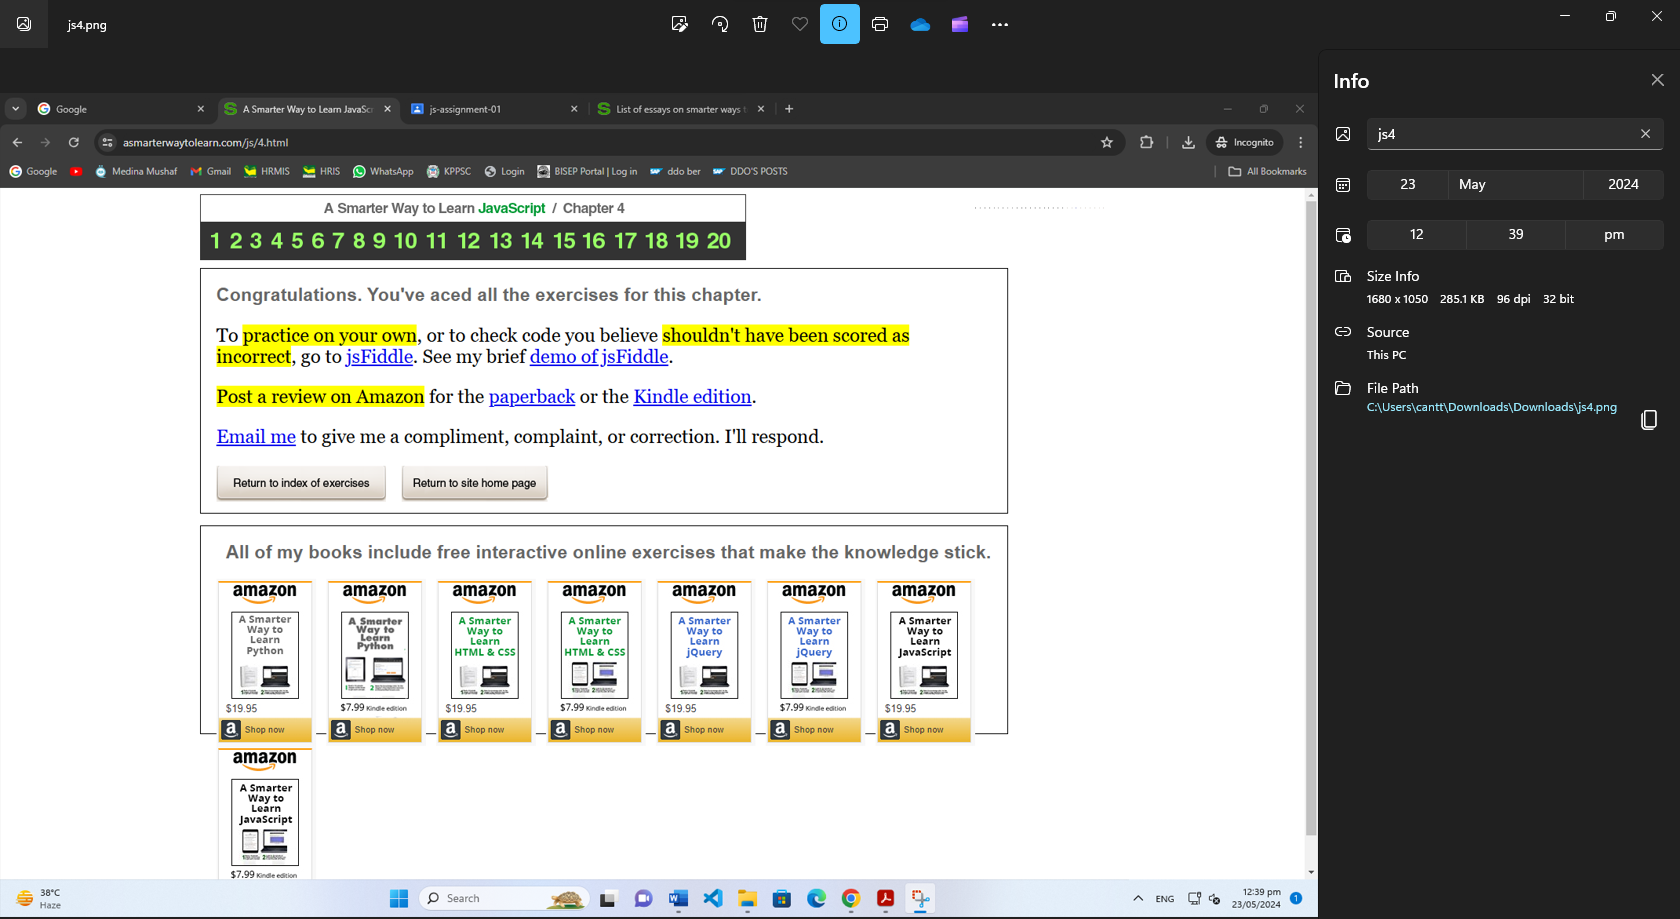 js4.png
Info
js4
23 May 2024
12 39 pm
Size Info
1680 x 1050 285.1 KB 96 dpi 32 bit
Source
This PC
File Path
C:\Users\cantt\Downloads\Downloads\js4.png
Google
A Smarter Way to Learn JavaSc
js-assignment-01
List of essays on smarter ways t
asmarterwaytolearn.com/js/4.html
Incognito
Google Medina Mushaf Gmail HRMIS HRIS WhatsApp KPPSC Login BISEP Portal | Log in ddo ber DDO'S POSTS All Bookmarks
A Smarter Way to Learn JavaScript / Chapter 4
1 2 3 4 5 6 7 8 9 10 11 12 13 14 15 16 17 18 19 20
Congratulations. You've aced all the exercises for this chapter.
To practice on your own, or to check code you believe shouldn't have been scored as
incorrect, go to jsFiddle. See my brief demo of jsFiddle.
Post a review on Amazon for the paperback or the Kindle edition.
Email me to give me a compliment, complaint, or correction. I'll respond.
Return to index of exercises Return to site home page
All of my books include free interactive online exercises that make the knowledge stick.
amazon
A Smarter
Way to
Learn
Python
$19.95
a Shop now
amazon
A Smarter
Way to
Learn
Python
$7.99 Kindle edition
a Shop now
amazon
A Smarter
Way to
Learn
HTML & CSS
$19.95
a Shop now
amazon
A Smarter
Way to
Learn
HTML & CSS
$7.99 Kindle edition
a Shop now
amazon
A Smarter
Way to
Learn
jQuery
$19.95
a Shop now
amazon
A Smarter
Way to
Learn
jQuery
$7.99 Kindle edition
a Shop now
amazon
A Smarter
Way to
Learn
JavaScript
$19.95
a Shop now
amazon
A Smarter
Way to
Learn
JavaScript
$7.99 Kindle edition
38°C
Haze
Search
ENG
12:39 pm
23/05/2024
1